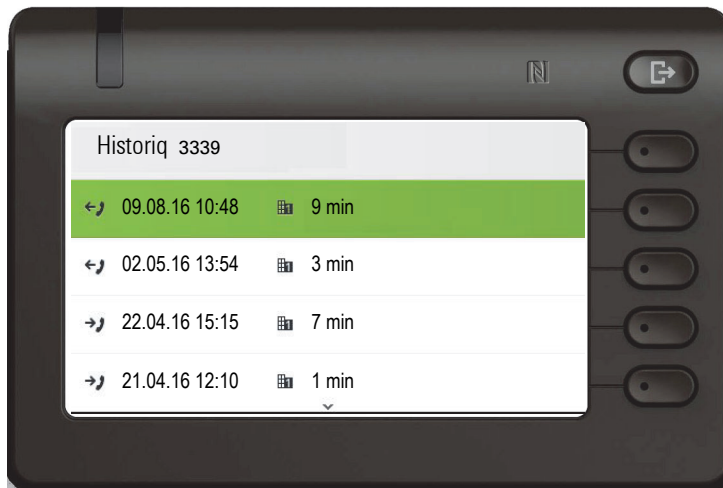 Historiq 3339
09.08.16 10:48 9 min
02.05.16 13:54 3 min
22.04.16 15:15 7 min
21.04.16 12:10 1 min